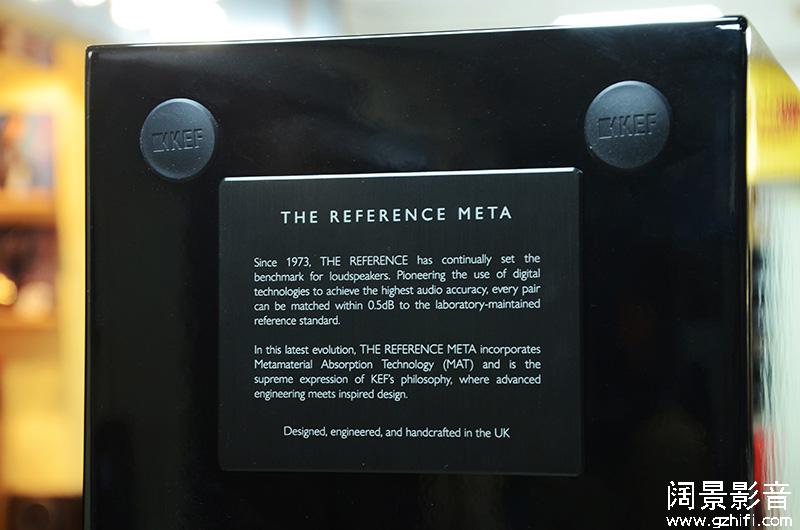 KEF
KEF
THE REFERENCE META
Since 1973, THE REFERENCE has continually set the
benchmark for loudspeakers. Pioneering the use of digital
technologies to achieve the highest audio accuracy, every pair
can be matched within 0.5dB to the laboratory-maintained
reference standard.
In this latest evolution, THE REFERENCE META incorporates
Metamaterial Absorption Technology (MAT) and is the
supreme expression of KEF's philosophy, where advanced
engineering meets inspired design.
Designed, engineered, and handcrafted in the UK
阔景影音
www.gzhifi.com